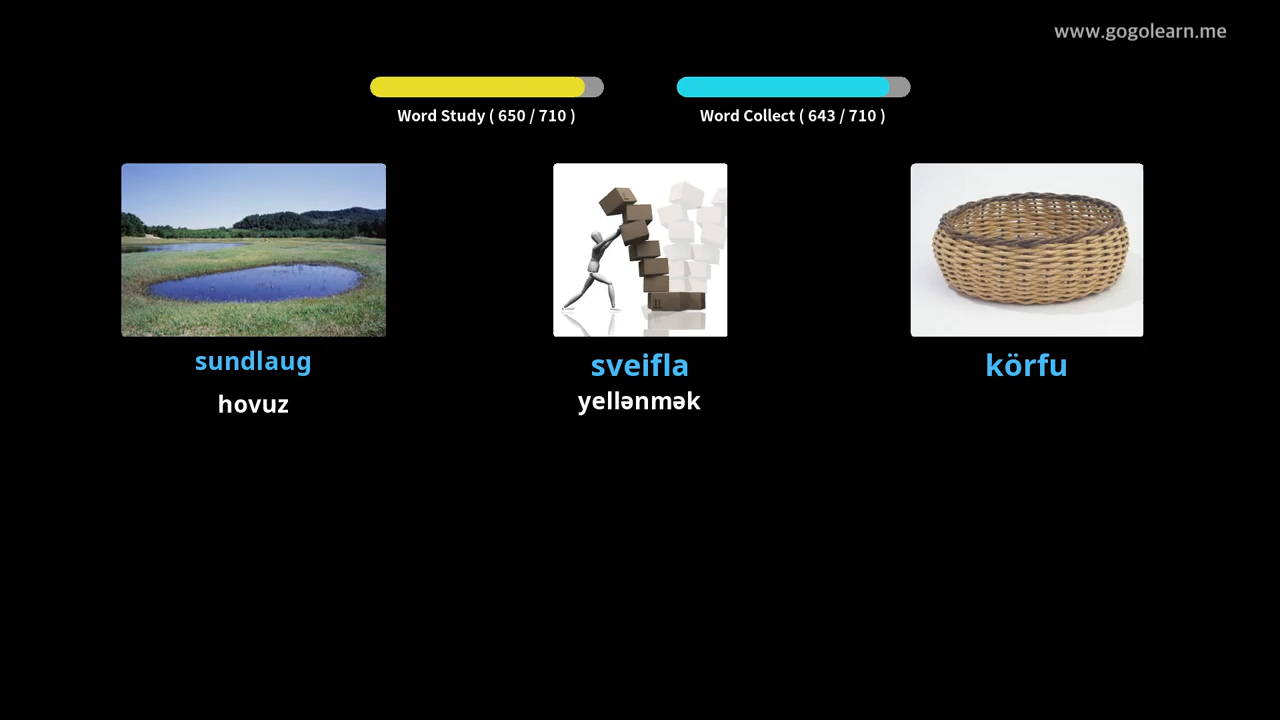 www.gogolearn.me
Word Study ( 650 / 710 )
Word Collect ( 643 / 710 )
sundlaug
hovuz
sveifla
yellənmək
körfu